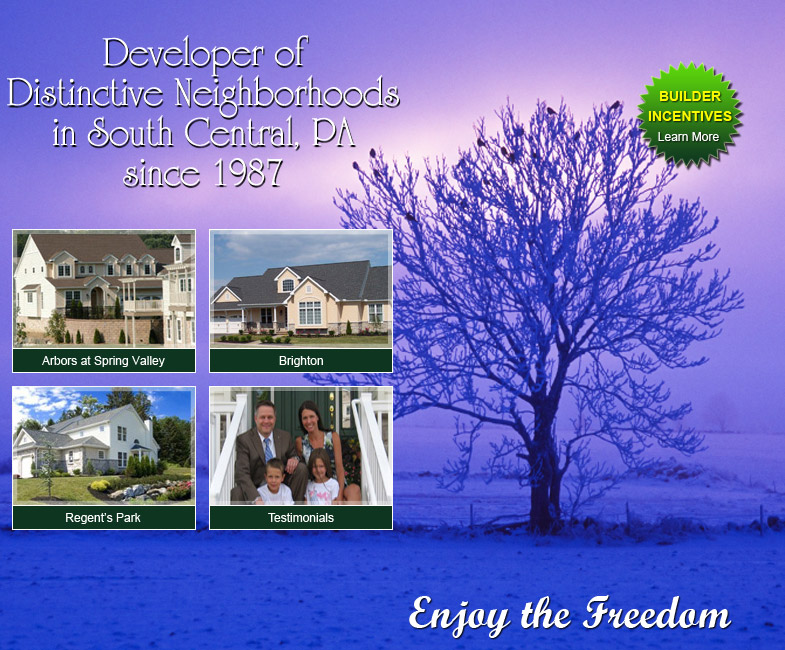 Developer of
Distinctive Neighborhoods
in South Central, PA
since 1987
BUILDER
INCENTIVES
Learn More
Arbors at Spring Valley
Brighton
Regent's Park
Testimonials
Enjoy the Freedom